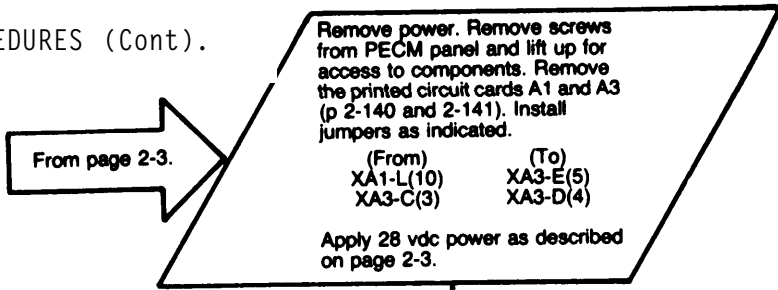 EDURES (Cont).
Remove power. Remove screws
from PECM panel and lift up for
access to components. Remove
the printed circuit cards A1 and A3
(p 2-140 and 2-141). Install
jumpers as indicated.
From page 2-3.
(From) (To)
XA1-L(10) XA3-E(5)
XA3-C(3) XA3-D(4)
Apply 28 vdc power as described
on page 2-3.